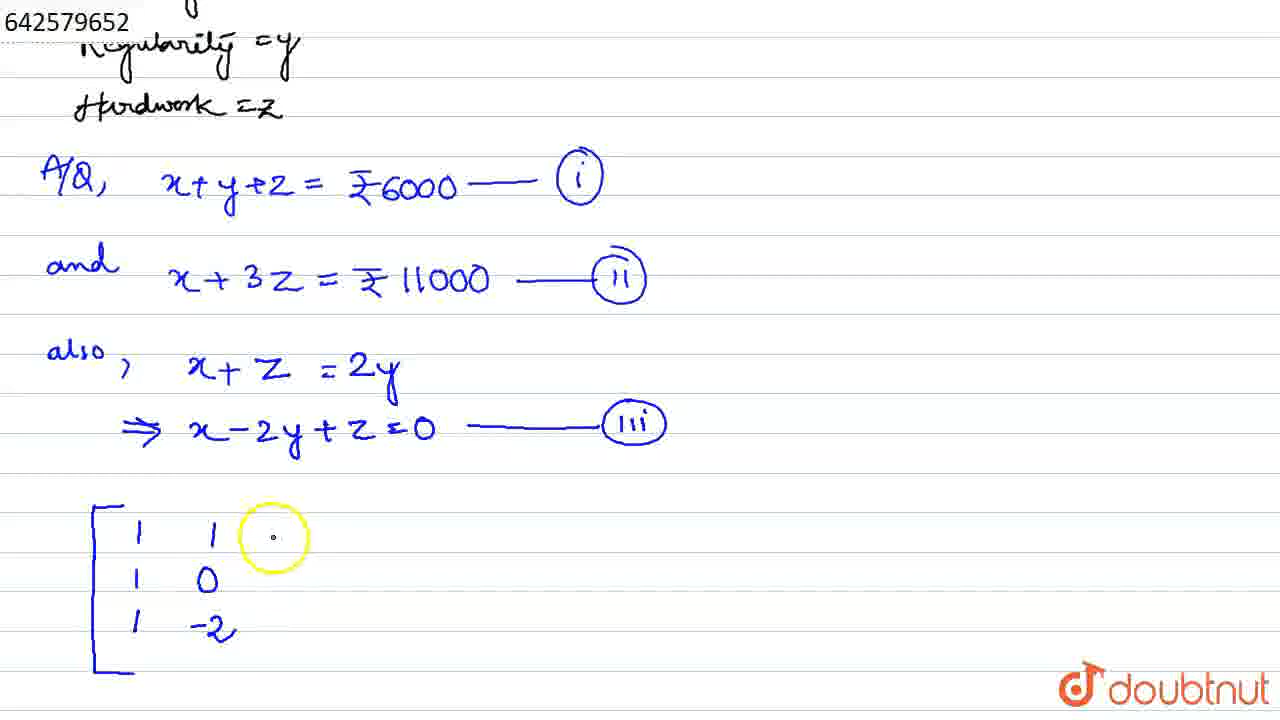 642579652
Regularity = y
Hardwork = z
A/Q, x + y + z = ₹ 6000 —— (i)
and x + 3z = ₹ 11000 —— (ii)
also, x + z = 2y
⇒ x - 2y + z = 0 —— (iii)
[ 1 1
1 0
1 -2
doubtnut